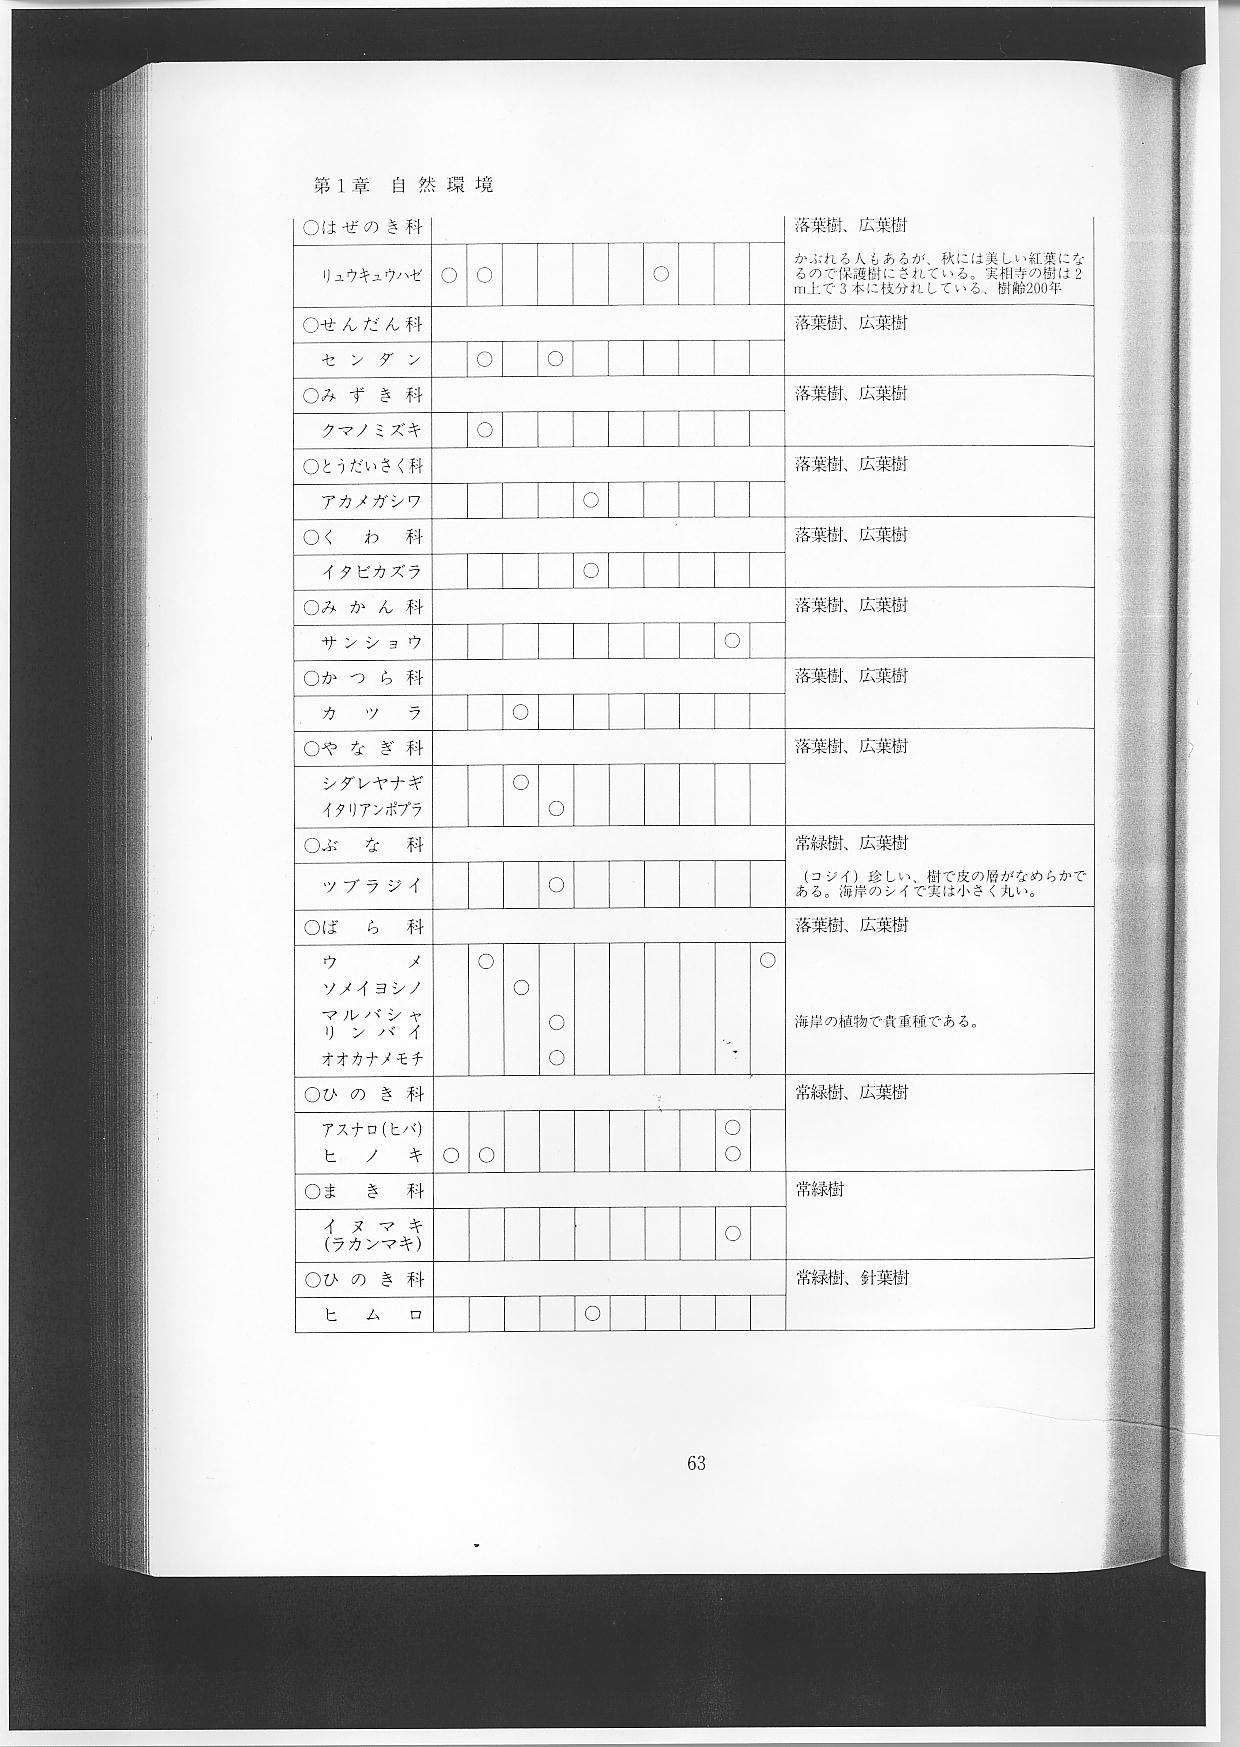 第1章 自然環境
○はぜのき科 落葉樹、広葉樹
リュウキュウハゼ ○ ○ ○ かぶれる人もあるが、秋には美しい紅葉にな
るので保護樹にされている。実相寺の樹は2
m上で3本に枝分れしている、樹齢200年
○せんだん科 落葉樹、広葉樹
センダン ○ ○
○みずき科 落葉樹、広葉樹
クマノミズキ ○
○とうだいさく科 落葉樹、広葉樹
アカメガシワ ○
○くわ科 落葉樹、広葉樹
イタビカズラ ○
○みかん科 落葉樹、広葉樹
サンショウ ○
○かつら科 落葉樹、広葉樹
カツラ ○
○やなぎ科 落葉樹、広葉樹
シダレヤナギ ○
イタリアンポプラ ○
○ぶな科 常緑樹、広葉樹
ツブラジイ ○ (コジイ)珍しい、樹で皮の層がなめらかで
ある。海岸のシイで実は小さく丸い。
○ばら科 落葉樹、広葉樹
ウメ ○ ○
ソメイヨシノ ○
マルバシャ
リンバイ ○ 海岸の植物で貴重種である。
オオカナメモチ ○
○ひのき科 常緑樹、広葉樹
アスナロ(ヒバ) ○
ヒノキ ○ ○ ○
○まき科 常緑樹
イヌマキ
(ラカンマキ) ○
○ひのき科 常緑樹、針葉樹
ヒムロ ○
63